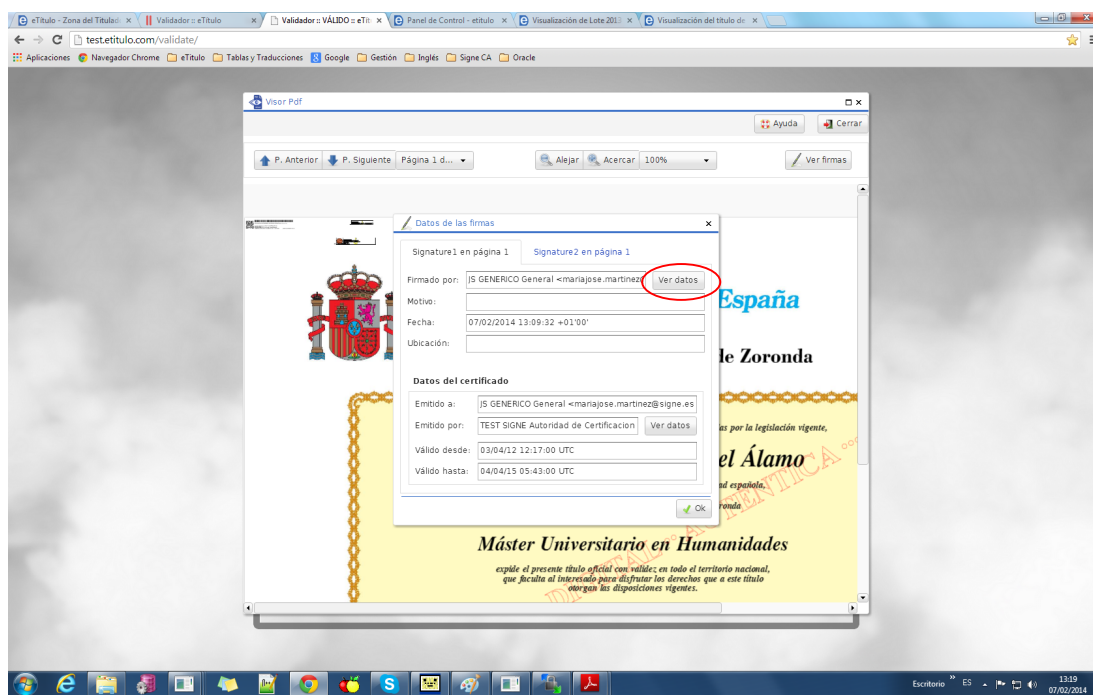 eTítulo - Zona del Titulado
Validador :: eTítulo
Validador :: VÁLIDO :: eTít
Panel de Control - etitulo
Visualización de Lote 2013
Visualización del título de
test.etitulo.com/validate/
Aplicaciones Navegador Chrome eTitulo Tablas y Traducciones Google Gestión Inglés Signe CA Oracle
Visor Pdf
Ayuda Cerrar
P. Anterior P. Siguiente Página 1 d... Alejar Acercar 100% Ver firmas
Datos de las firmas
Signature1 en página 1 Signature2 en página 1
Firmado por: JS GENERICO General <mariajose.martinez@ Ver datos
Motivo:
Fecha: 07/02/2014 13:09:32 +01'00'
Ubicación:
Datos del certificado
Emitido a: JS GENERICO General <mariajose.martinez@signe.es
Emitido por: TEST SIGNE Autoridad de Certificacion Ver datos
Válido desde: 03/04/12 12:17:00 UTC
Válido hasta: 04/04/15 05:43:00 UTC
Ok
España
de Zoronda
as por la legislación vigente,
el Álamo
ad española,
ronda
DIGITAL AUTENTICA
Máster Universitario en Humanidades
expide el presente título oficial con validez en todo el territorio nacional,
que faculta al interesado para disfrutar los derechos que a este título
otorgan las disposiciones vigentes.
Escritorio ES 13:19
07/02/2014